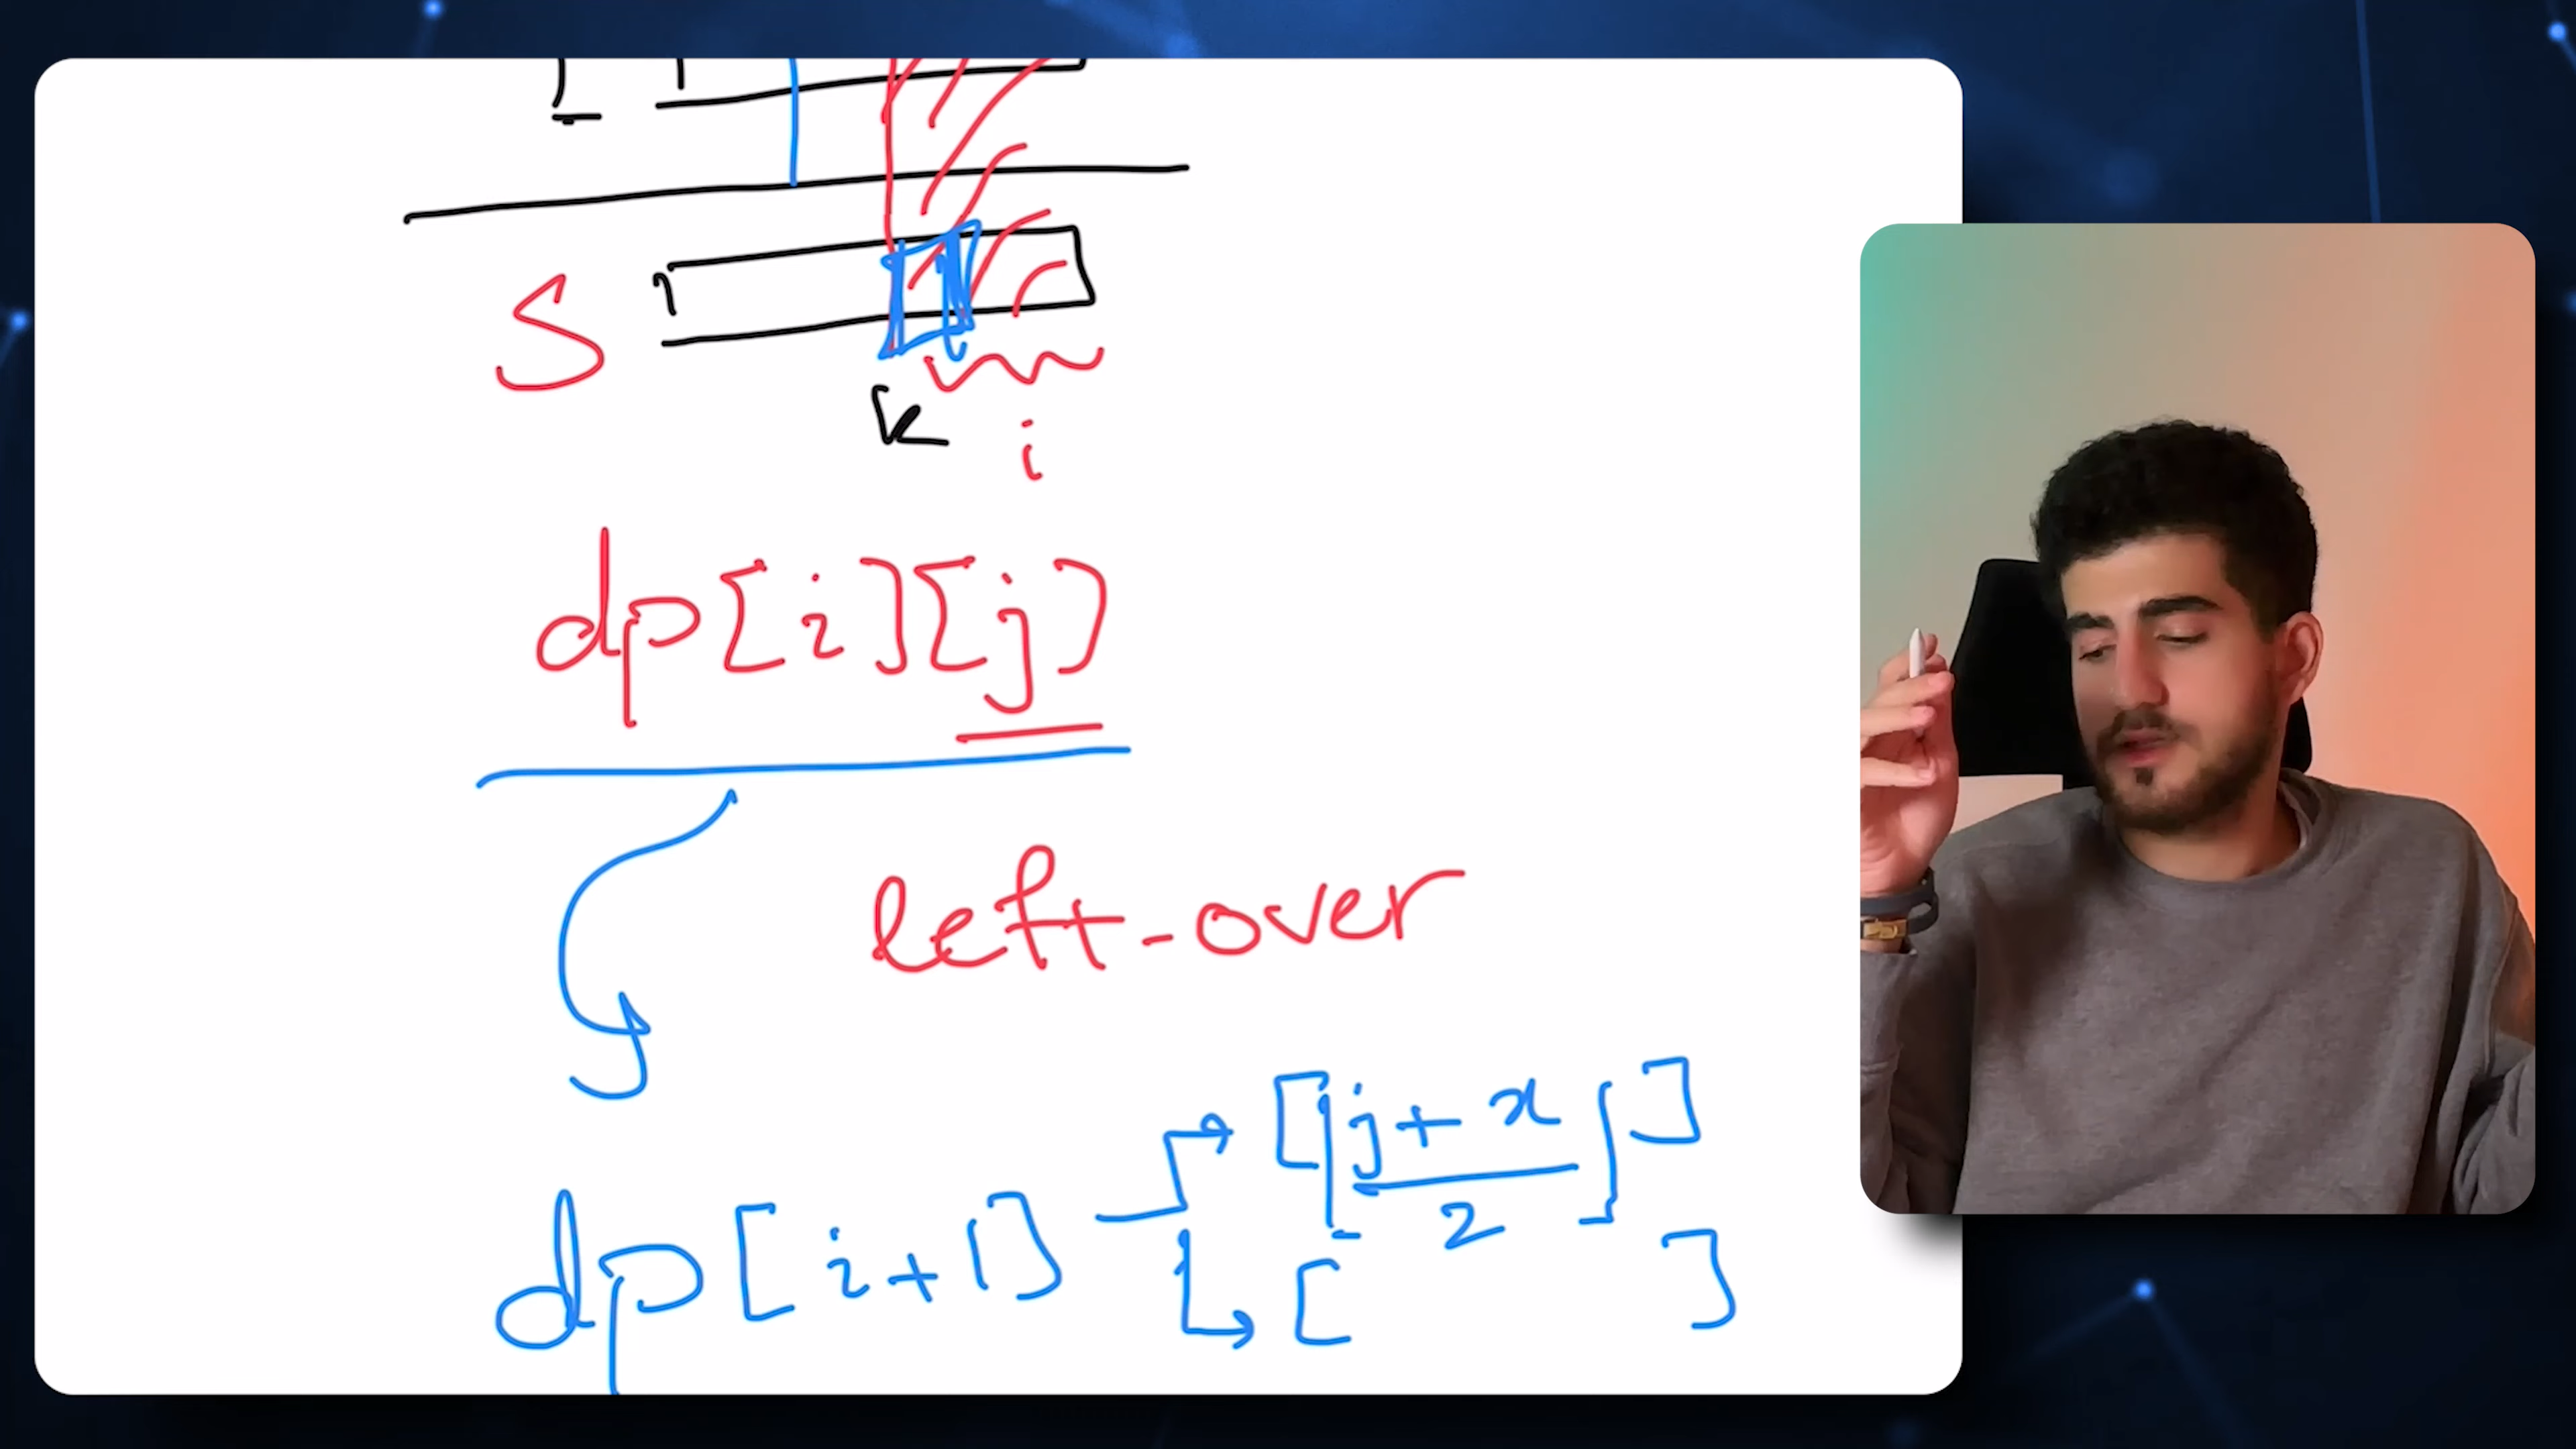 S
k
i
dp[i][j]
left-over
[⌊j+x
2⌋]
dp[i+1]
[ ]